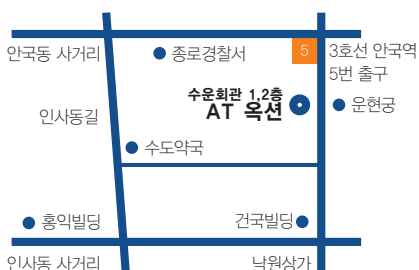 안국동 사거리
종로경찰서
5
3호선 안국역
5번 출구
수운회관 1,2층
AT 옥션
운현궁
인사동길
수도약국
홍익빌딩
건국빌딩
인사동 사거리
낙원상가